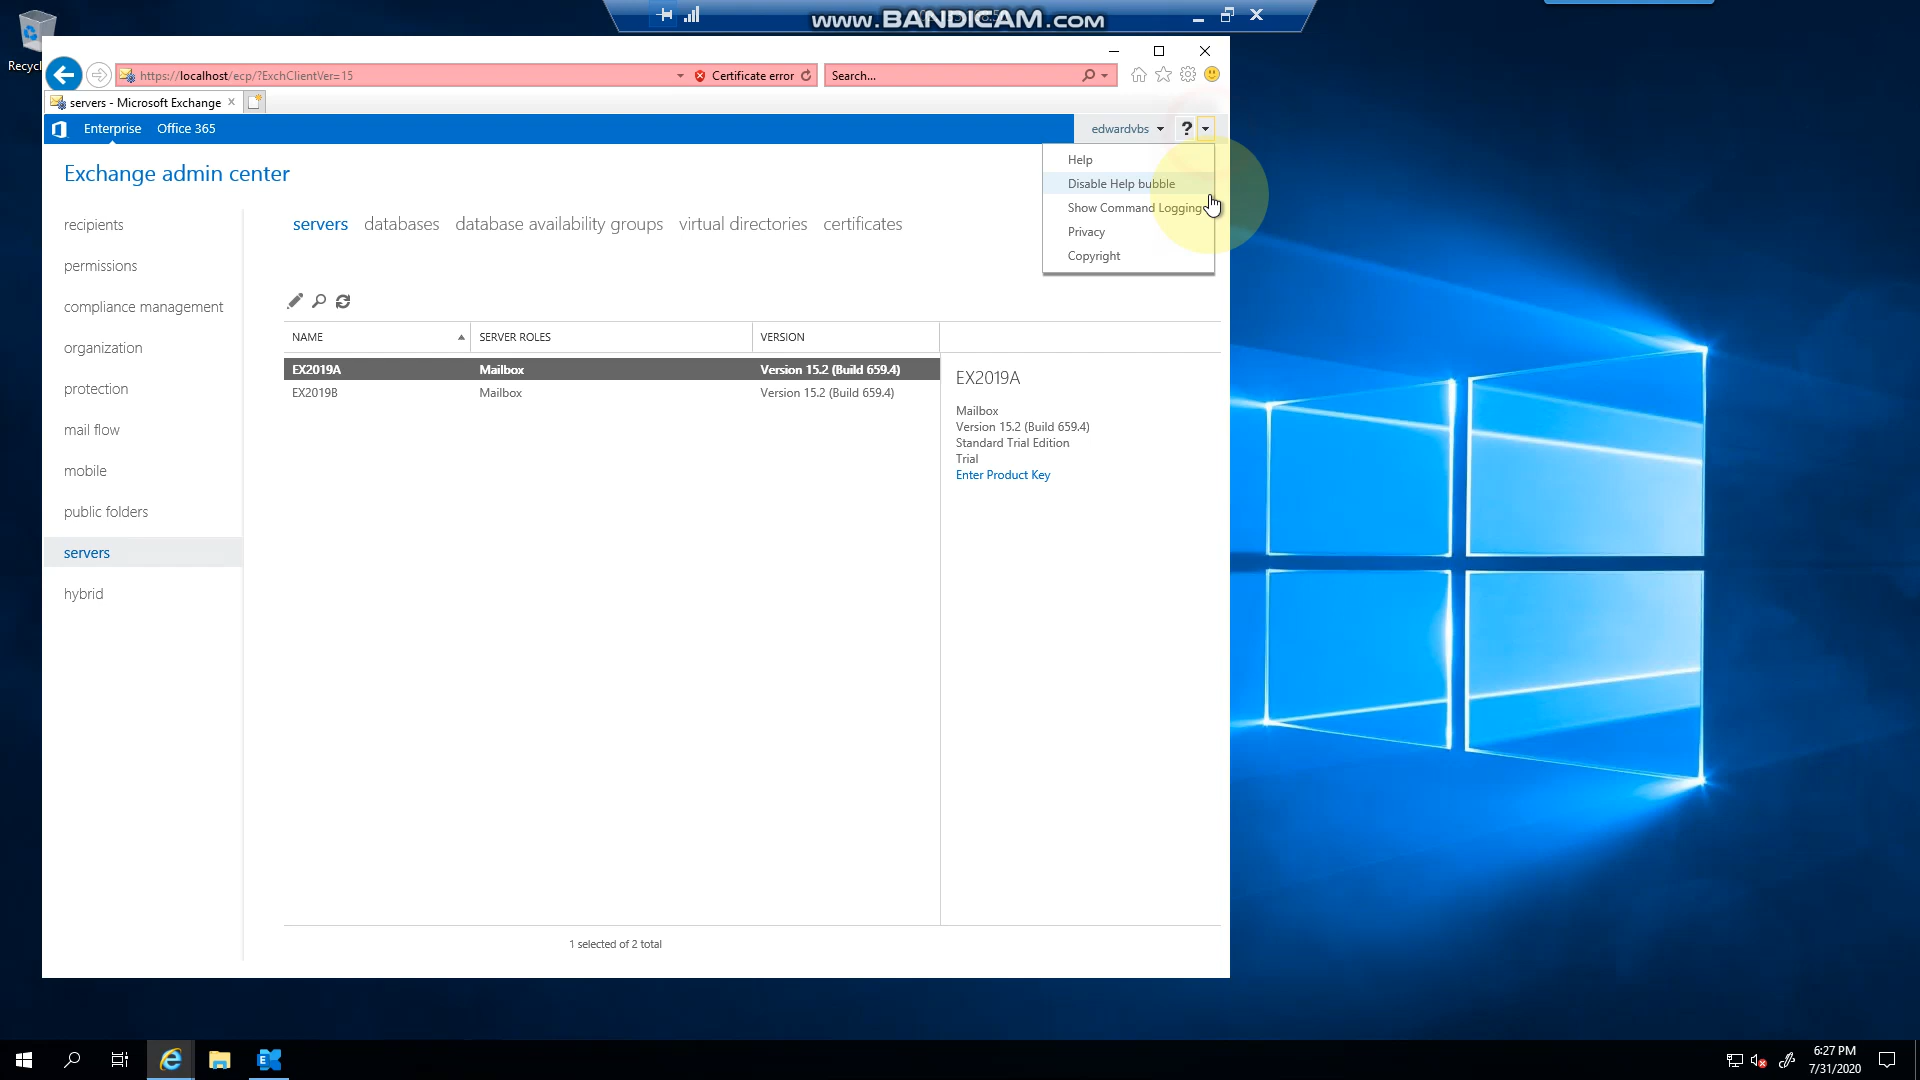 www.BANDICAM.com
Recycl
https://localhost/ecp/?ExchClientVer=15
Certificate error
Search...
servers - Microsoft Exchange
Enterprise
Office 365
edwardvbs
?
Help
Disable Help bubble
Show Command Logging
Privacy
Copyright
Exchange admin center
recipients
permissions
compliance management
organization
protection
mail flow
mobile
public folders
servers
hybrid
servers databases database availability groups virtual directories certificates
NAME SERVER ROLES VERSION
EX2019A Mailbox Version 15.2 (Build 659.4)
EX2019B Mailbox Version 15.2 (Build 659.4)
EX2019A
Mailbox
Version 15.2 (Build 659.4)
Standard Trial Edition
Trial
Enter Product Key
1 selected of 2 total
6:27 PM
7/31/2020